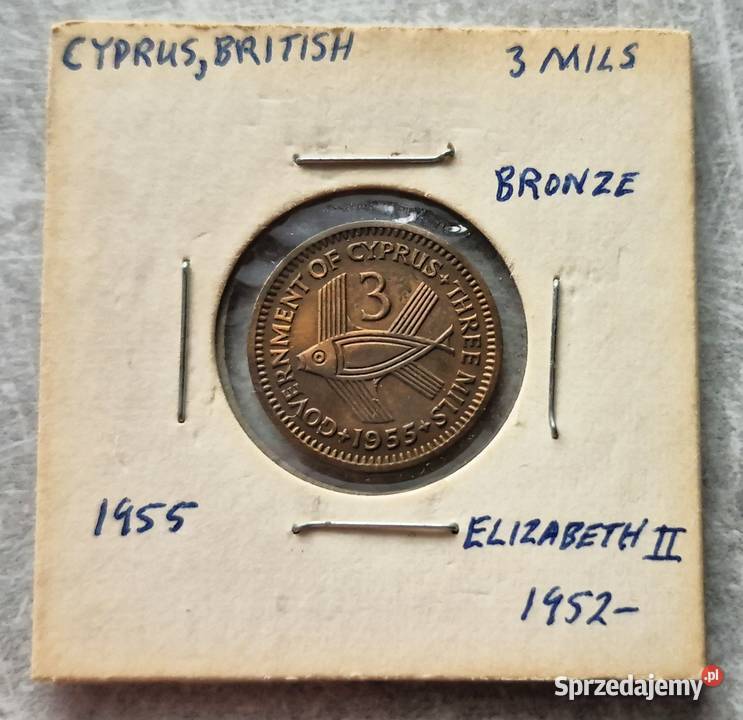 CYPRUS, BRITISH 3 MILS
BRONZE
GOVERNMENT OF CYPRUS THREE MILS
3
1955
1955
ELIZABETH II
1952-
Sprzedajemy.pl